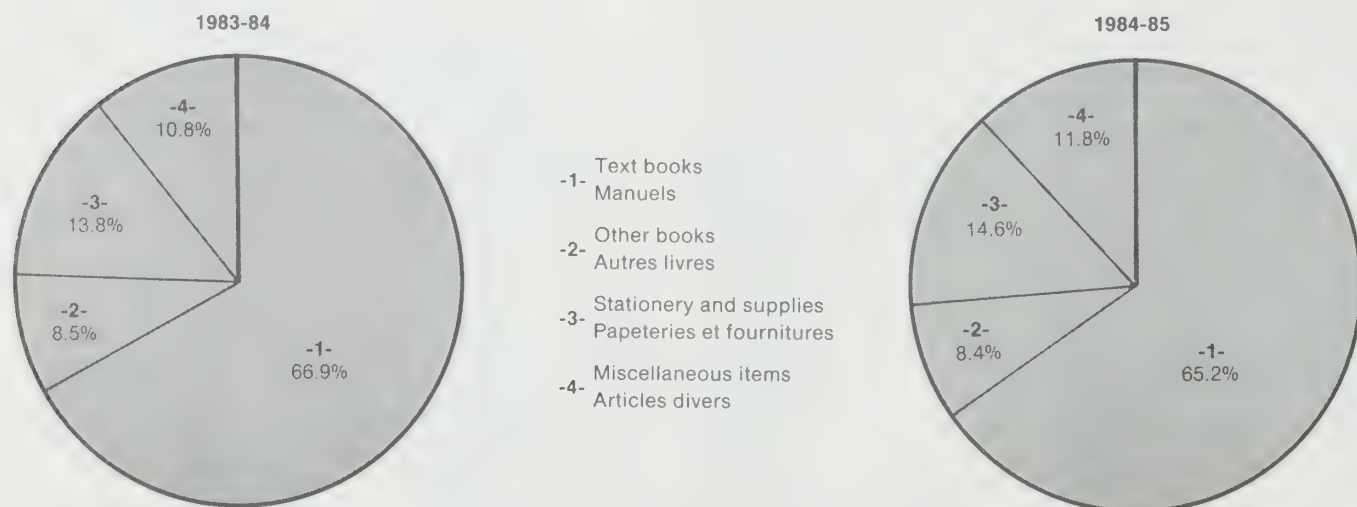 1983-84
-4-
10.8%
-3-
13.8%
-2-
8.5%
-1-
66.9%
-1- Text books
Manuels
-2- Other books
Autres livres
-3- Stationery and supplies
Papeteries et fournitures
-4- Miscellaneous items
Articles divers
1984-85
-4-
11.8%
-3-
14.6%
-2-
8.4%
-1-
65.2%